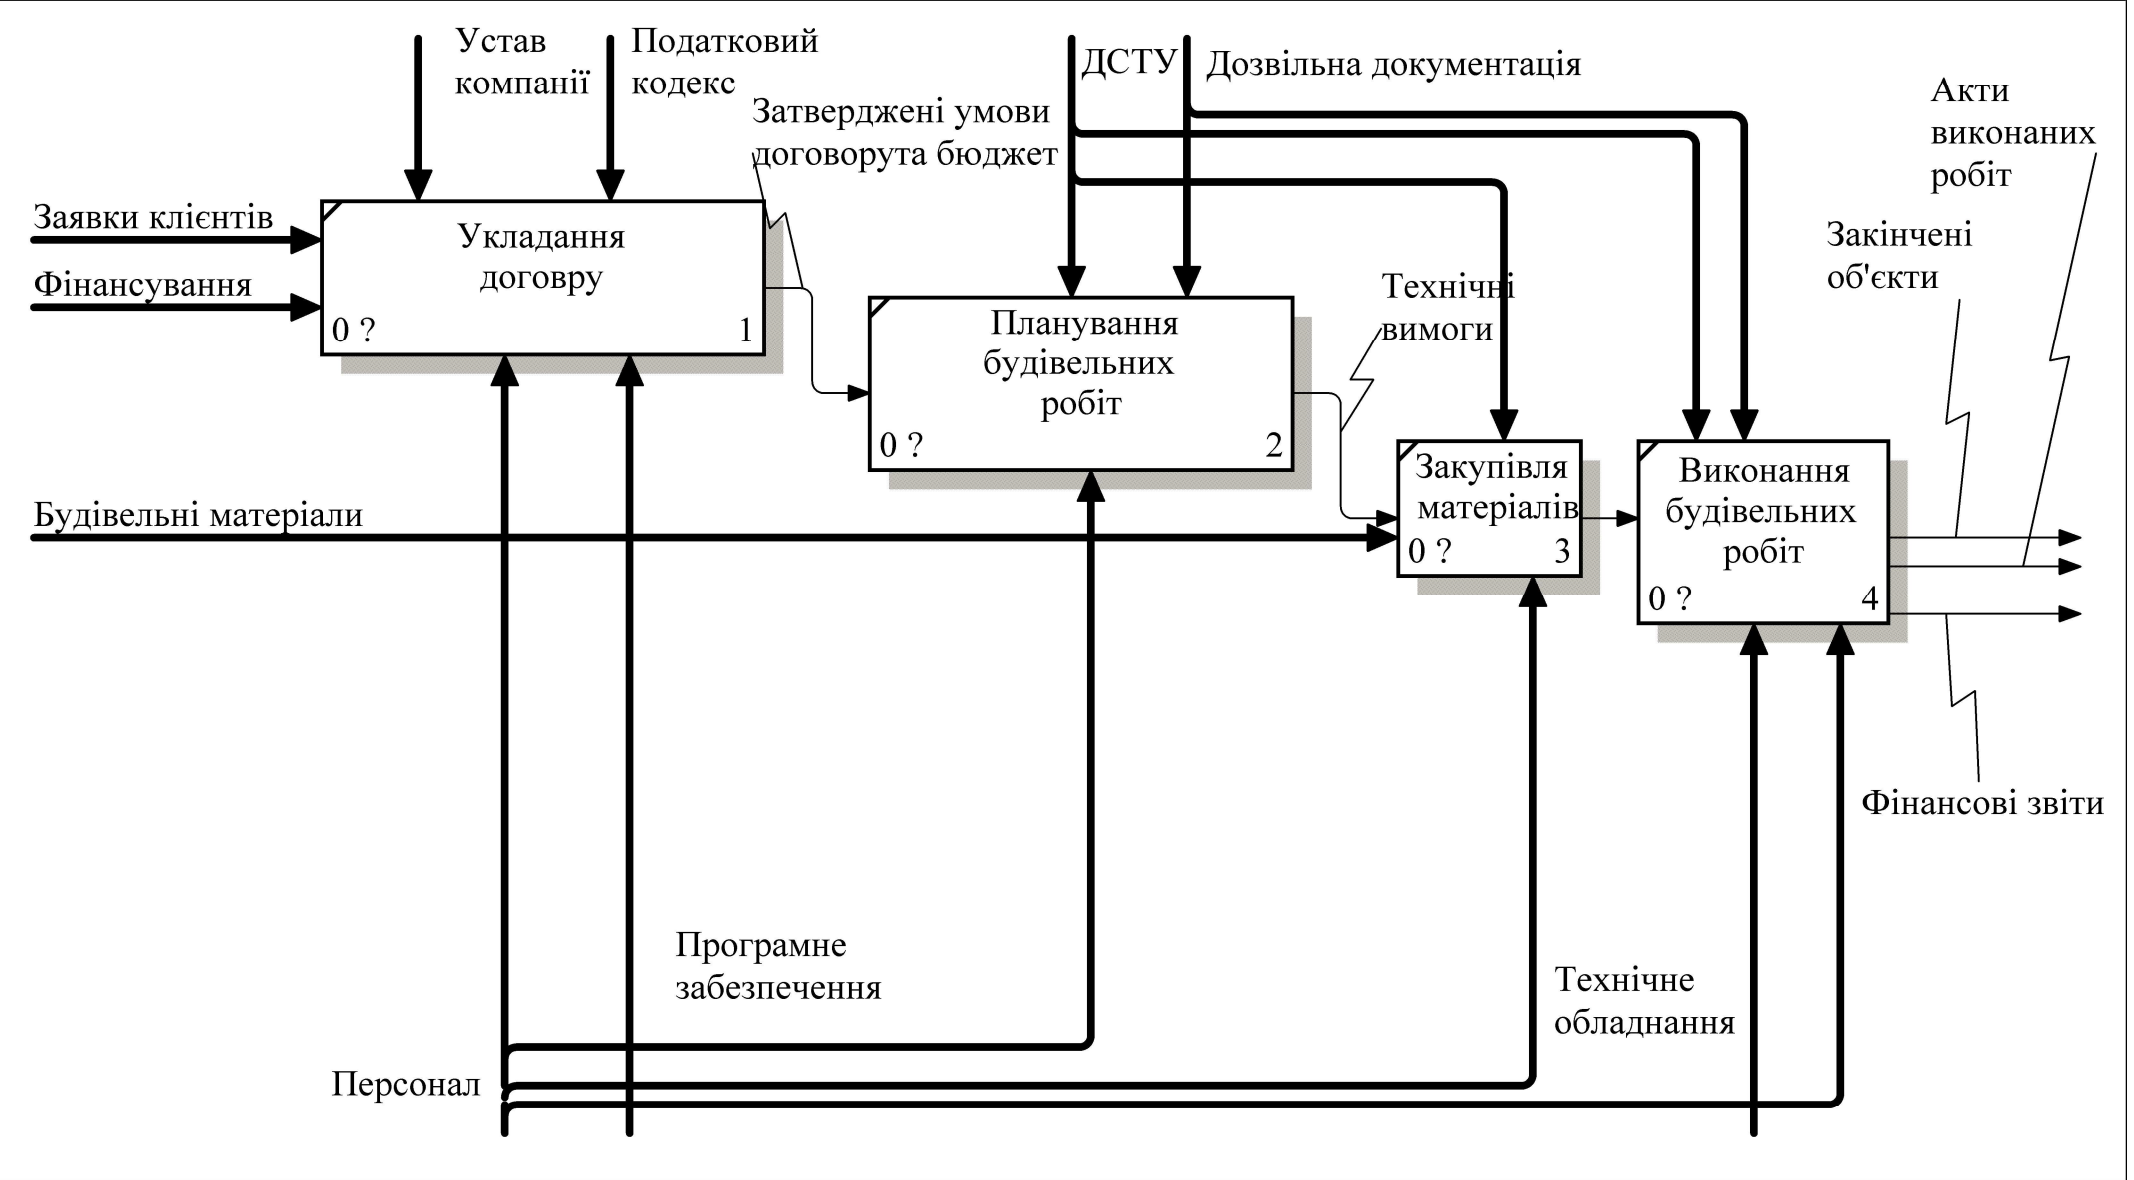 Устав
компанії
Податковий
кодекс
Затверджені умови
договорута бюджет
ДСТУ
Дозвільна документація
Акти
виконаних
робіт
Закінчені
об'єкти
Заявки клієнтів
Фінансування
Укладання
договру
0 ?
1
Планування
будівельних
робіт
0 ?
2
Технічні
вимоги
Закупівля
матеріалів
0 ?
3
Виконання
будівельних
робіт
0 ?
4
Будівельні матеріали
Фінансові звіти
Програмне
забезпечення
Технічне
обладнання
Персонал